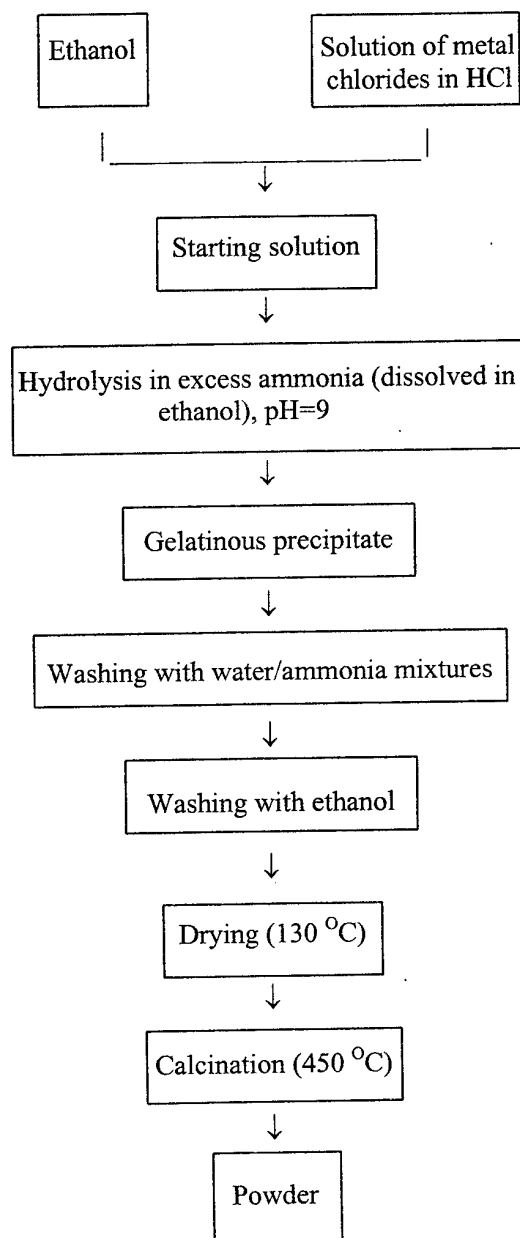 Ethanol
Solution of metal
chlorides in HCl
Starting solution
Hydrolysis in excess ammonia (dissolved in
ethanol), pH=9
Gelatinous precipitate
Washing with water/ammonia mixtures
Washing with ethanol
Drying (130 °C)
Calcination (450 °C)
Powder